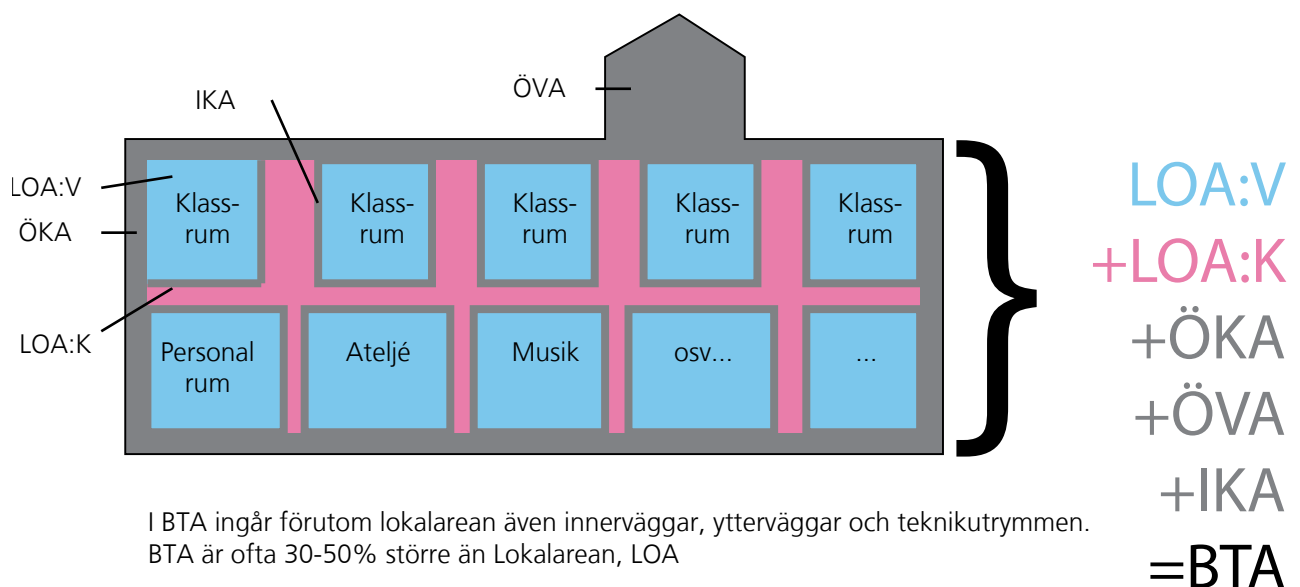 IKA
ÖVA
LOA:V
ÖKA
LOA:K
Klass-
rum
Klass-
rum
Klass-
rum
Klass-
rum
Klass-
rum
Personal
rum
Ateljé
Musik
osv...
...
}
LOA:V
+LOA:K
+ÖKA
+ÖVA
+IKA
=BTA
I BTA ingår förutom lokalarean även innerväggar, ytterväggar och teknikutrymmen.
BTA är ofta 30-50% större än Lokalarean, LOA